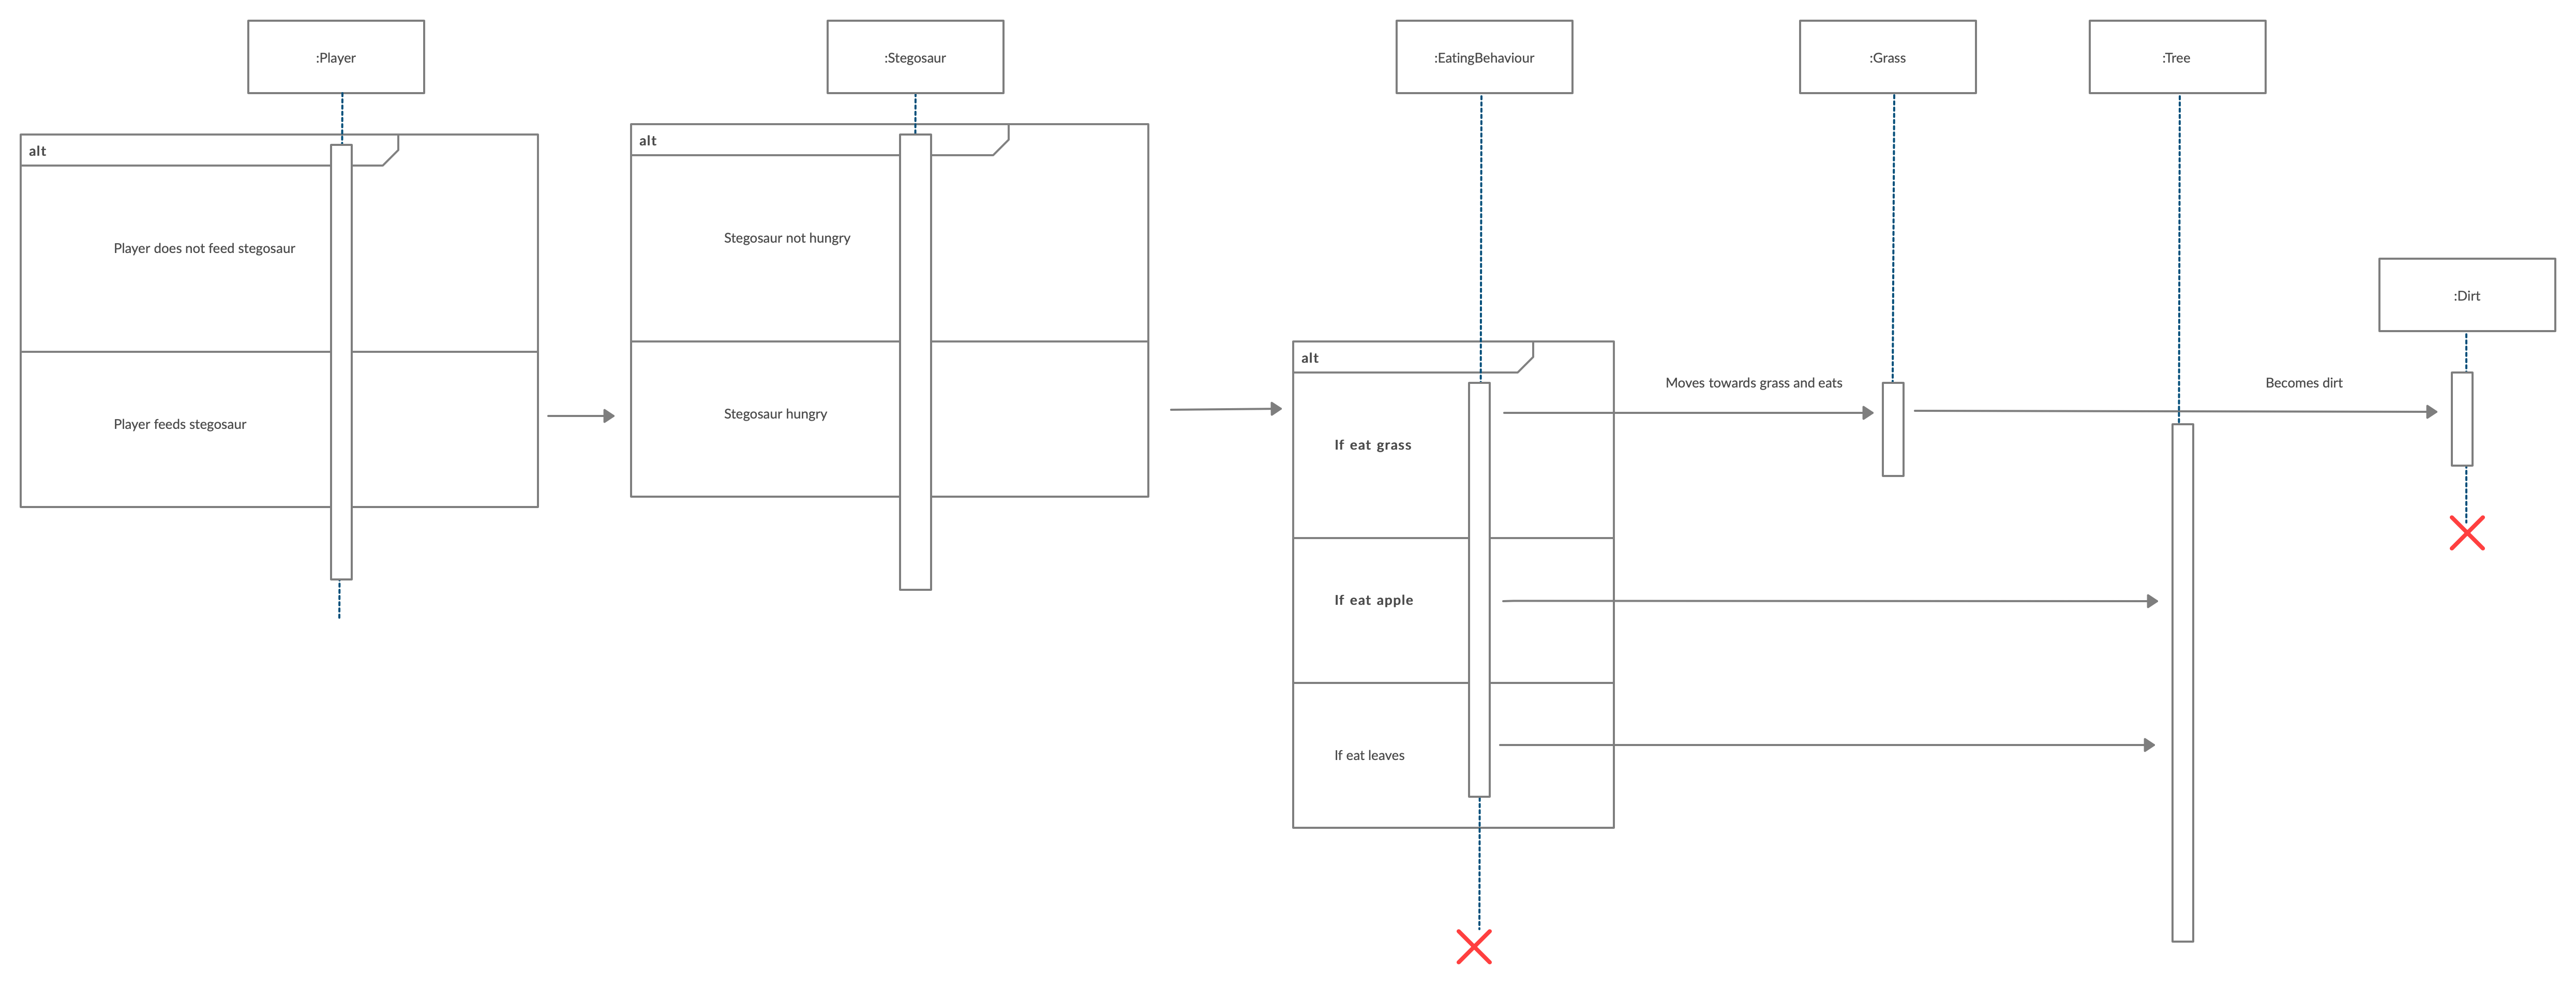 :Player
:Stegosaur
:EatingBehaviour
:Grass
:Tree
:Dirt
alt
Player does not feed stegosaur
Player feeds stegosaur
alt
Stegosaur not hungry
Stegosaur hungry
alt
If eat grass
If eat apple
If eat leaves
Moves towards grass and eats
Becomes dirt